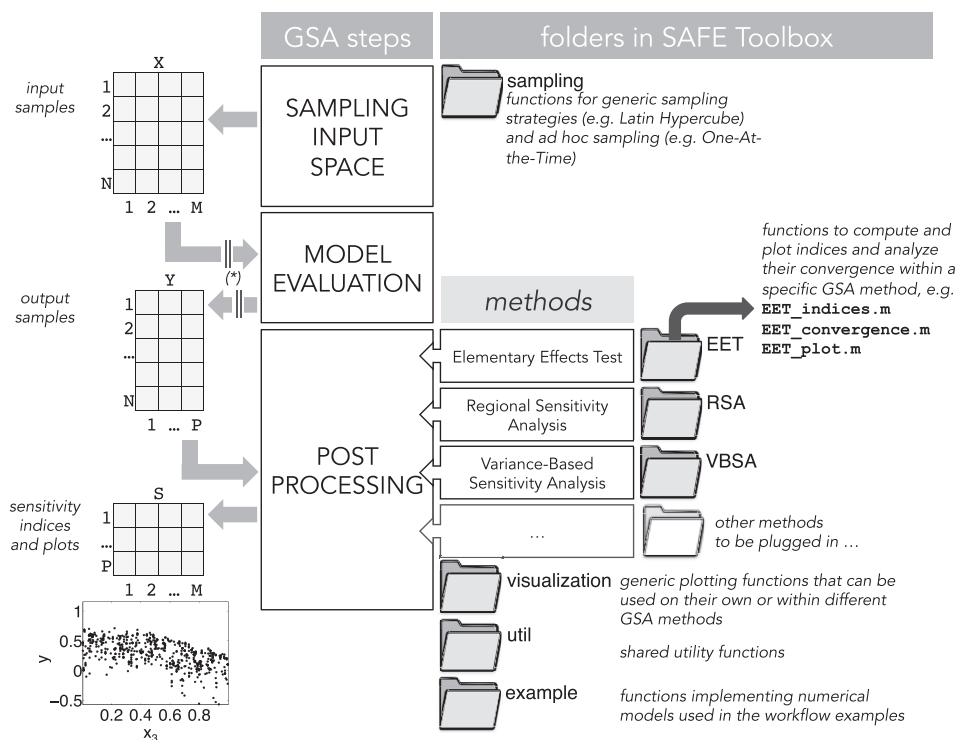 GSA steps
folders in SAFE Toolbox
X
input
samples
1
2
...
N
1 2 ... M
SAMPLING
INPUT
SPACE
sampling
functions for generic sampling
strategies (e.g. Latin Hypercube)
and ad hoc sampling (e.g. One-At-
the-Time)
MODEL
EVALUATION
(*)
Y
output
samples
1
2
...
N
1 ... P
methods
functions to compute and
plot indices and analyze
their convergence within a
specific GSA method, e.g.
EET_indices.m
EET_convergence.m
EET_plot.m
POST
PROCESSING
Elementary Effects Test
EET
Regional Sensitivity
Analysis
RSA
Variance-Based
Sensitivity Analysis
VBSA
...
other methods
to be plugged in ...
S
sensitivity
indices
and plots
1
...
P
1 2 ... M
visualization
generic plotting functions that can be
used on their own or within different
GSA methods
util
shared utility functions
example
functions implementing numerical
models used in the workflow examples
1
0.5
0
−0.5
y
0.2 0.4 0.6 0.8
x3